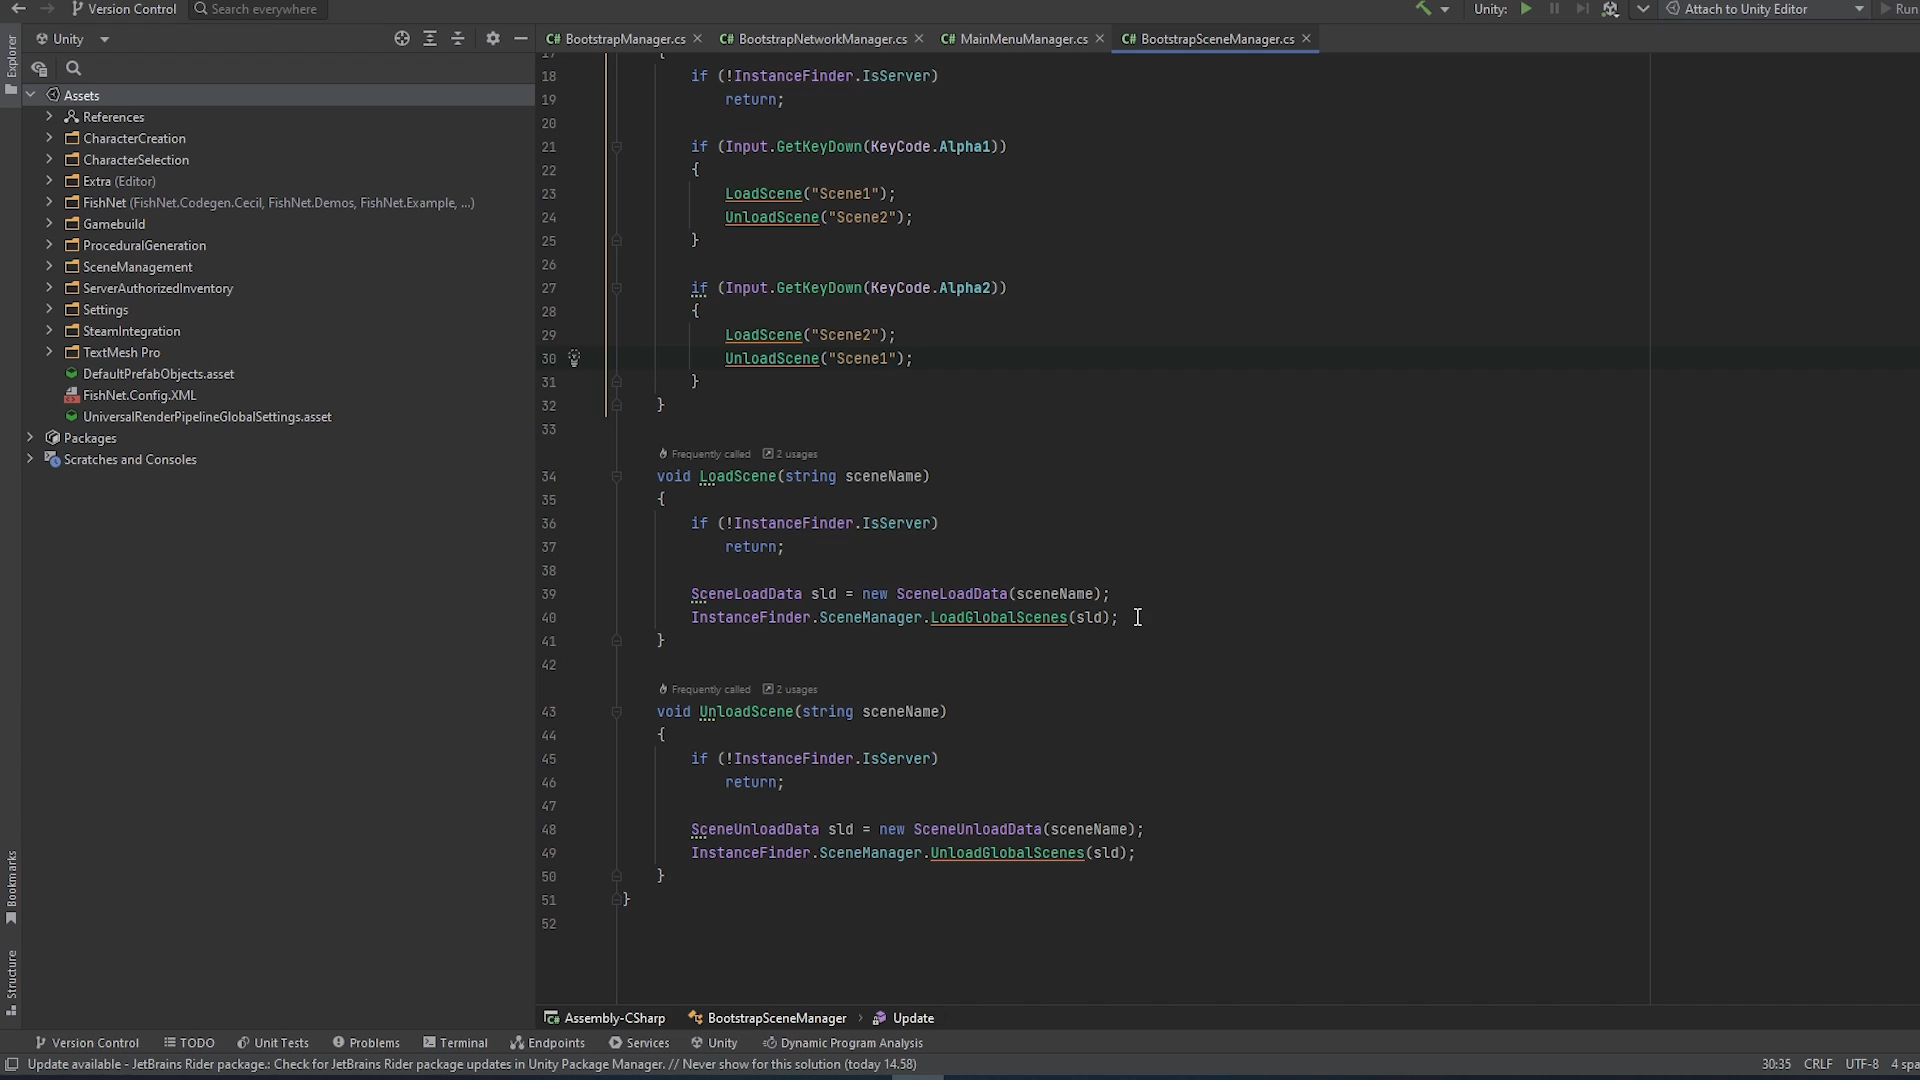 Version Control
Search everywhere
Unity:
Attach to Unity Editor
Run
Explorer
Unity
BootstrapManager.cs
BootstrapNetworkManager.cs
MainMenuManager.cs
BootstrapSceneManager.cs
Assets
References
CharacterCreation
CharacterSelection
Extra (Editor)
FishNet (FishNet.Codegen.Cecil, FishNet.Demos, FishNet.Example, ...)
Gamebuild
ProceduralGeneration
SceneManagement
ServerAuthorizedInventory
Settings
SteamIntegration
TextMesh Pro
DefaultPrefabObjects.asset
FishNet.Config.XML
UniversalRenderPipelineGlobalSettings.asset
Packages
Scratches and Consoles
17 {
18 if (!InstanceFinder.IsServer)
19 return;
20
21 if (Input.GetKeyDown(KeyCode.Alpha1))
22 {
23 LoadScene("Scene1");
24 UnloadScene("Scene2");
25 }
26
27 if (Input.GetKeyDown(KeyCode.Alpha2))
28 {
29 LoadScene("Scene2");
30 UnloadScene("Scene1");
31 }
32 }
33
Frequently called 2 usages
34 void LoadScene(string sceneName)
35 {
36 if (!InstanceFinder.IsServer)
37 return;
38
39 SceneLoadData sld = new SceneLoadData(sceneName);
40 InstanceFinder.SceneManager.LoadGlobalScenes(sld);
41 }
42
Frequently called 2 usages
43 void UnloadScene(string sceneName)
44 {
45 if (!InstanceFinder.IsServer)
46 return;
47
48 SceneUnloadData sld = new SceneUnloadData(sceneName);
49 InstanceFinder.SceneManager.UnloadGlobalScenes(sld);
50 }
51 }
52
Bookmarks
Structure
Assembly-CSharp
BootstrapSceneManager
Update
Version Control
TODO
Unit Tests
Problems
Terminal
Endpoints
Services
Unity
Dynamic Program Analysis
Update available - JetBrains Rider package.: Check for JetBrains Rider package updates in Unity Package Manager. // Never show for this solution (today 14.58)
30:35 CRLF UTF-8 4 spa